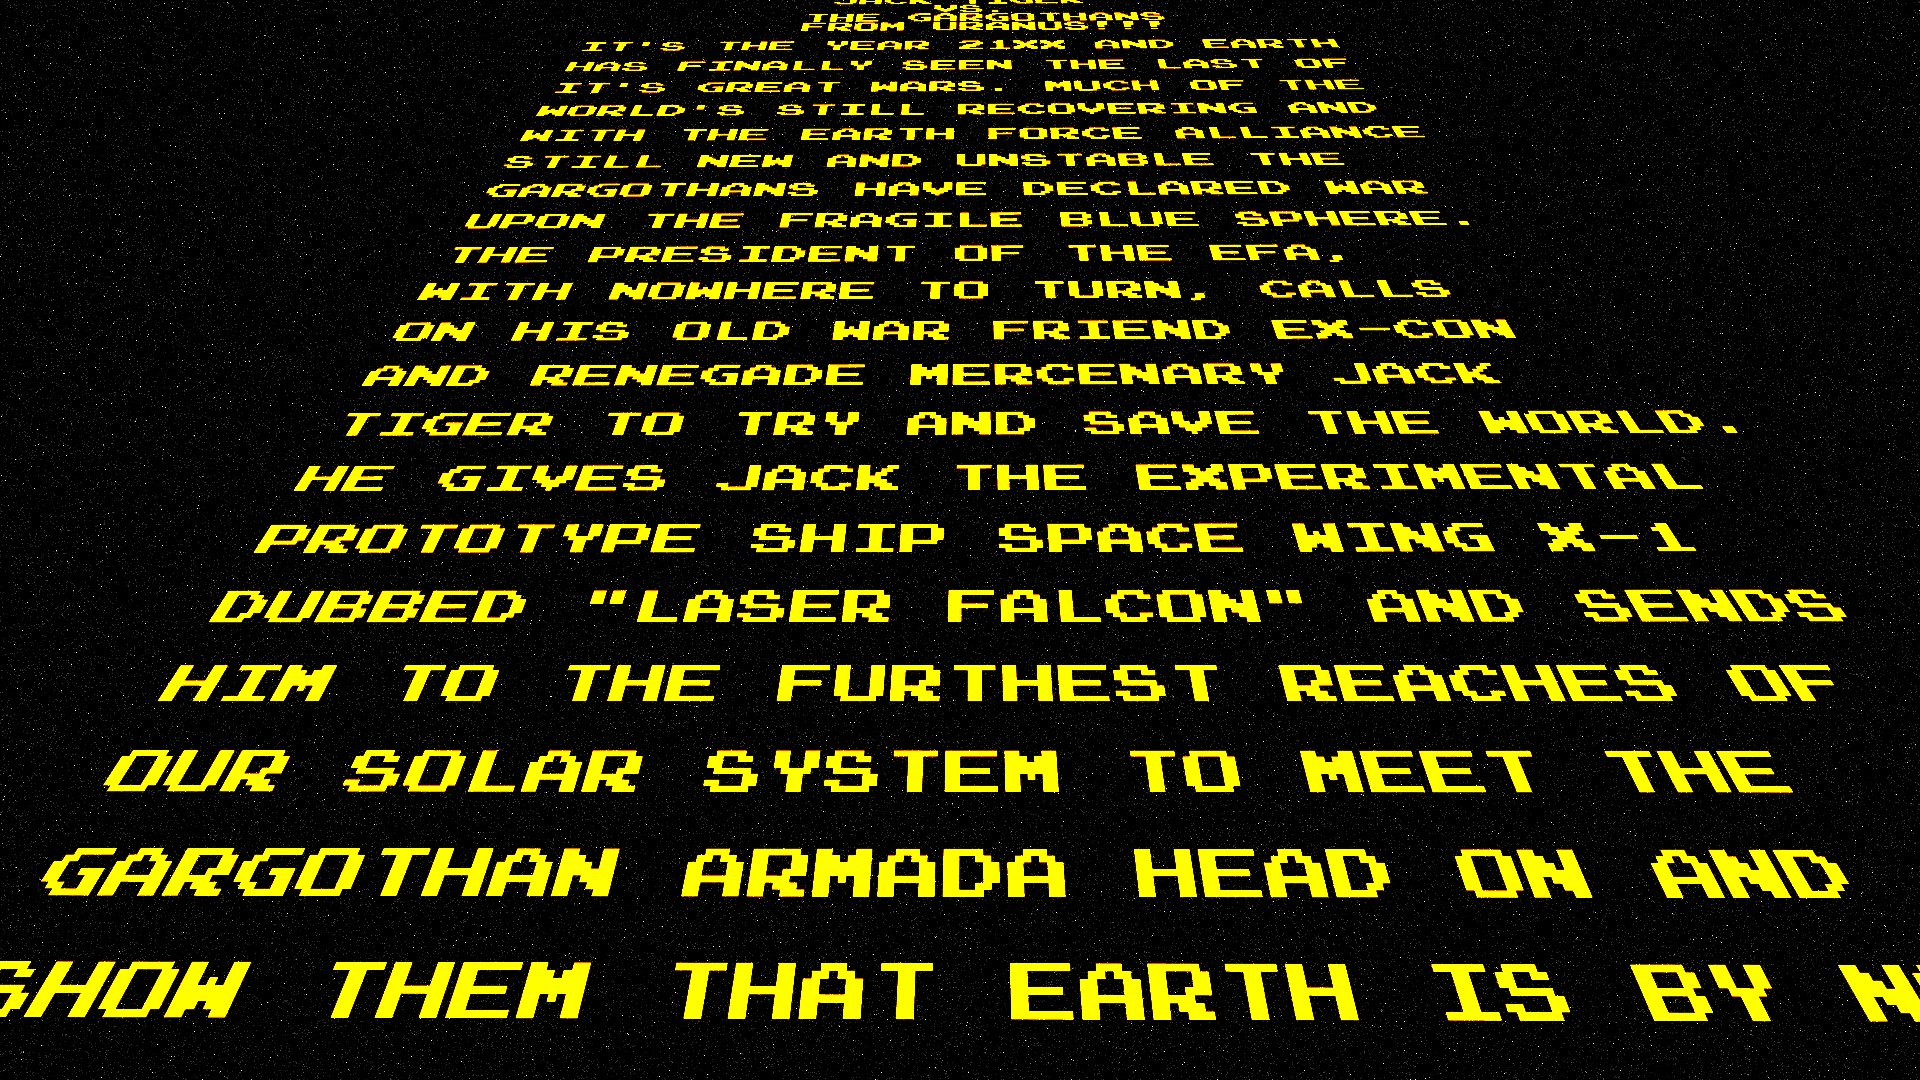 JACK TIGER
VS.
THE GARGOTHANS
FROM URANUS!!!
IT'S THE YEAR 21XX AND EARTH
HAS FINALLY SEEN THE LAST OF
IT'S GREAT WARS. MUCH OF THE
WORLD'S STILL RECOVERING AND
WITH THE EARTH FORCE ALLIANCE
STILL NEW AND UNSTABLE THE
GARGOTHANS HAVE DECLARED WAR
UPON THE FRAGILE BLUE SPHERE.
THE PRESIDENT OF THE EFA,
WITH NOWHERE TO TURN, CALLS
ON HIS OLD WAR FRIEND EX-CON
AND RENEGADE MERCENARY JACK
TIGER TO TRY AND SAVE THE WORLD.
HE GIVES JACK THE EXPERIMENTAL
PROTOTYPE SHIP SPACE WING X-1
DUBBED "LASER FALCON" AND SENDS
HIM TO THE FURTHEST REACHES OF
OUR SOLAR SYSTEM TO MEET THE
GARGOTHAN ARMADA HEAD ON AND
SHOW THEM THAT EARTH IS BY